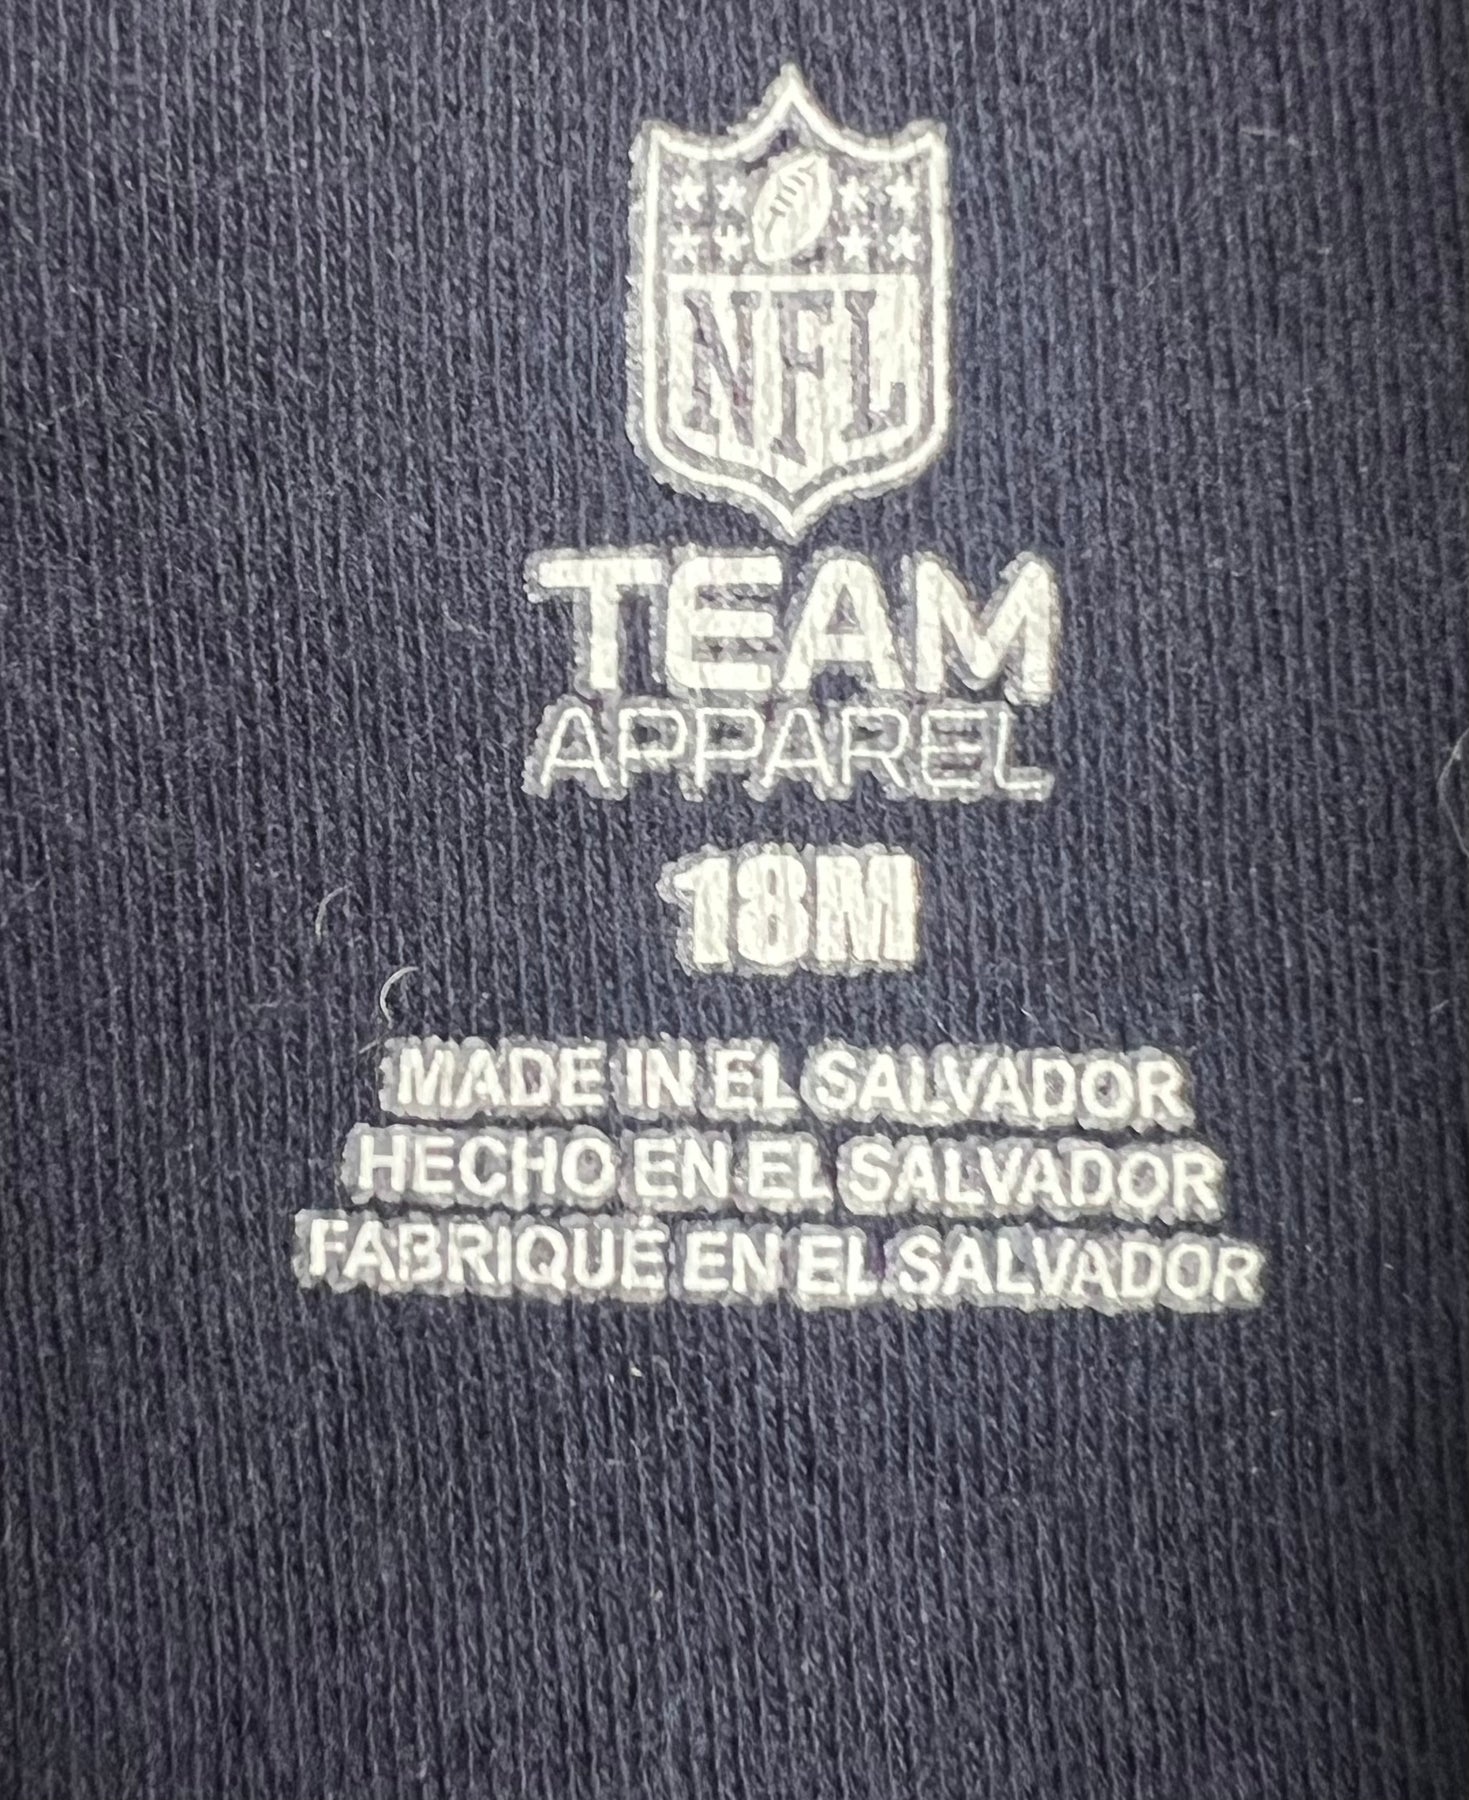 NFL
TEAM
APPAREL
18M
MADE IN EL SALVADOR
HECHO EN EL SALVADOR
FABRIQUÉ EN EL SALVADOR